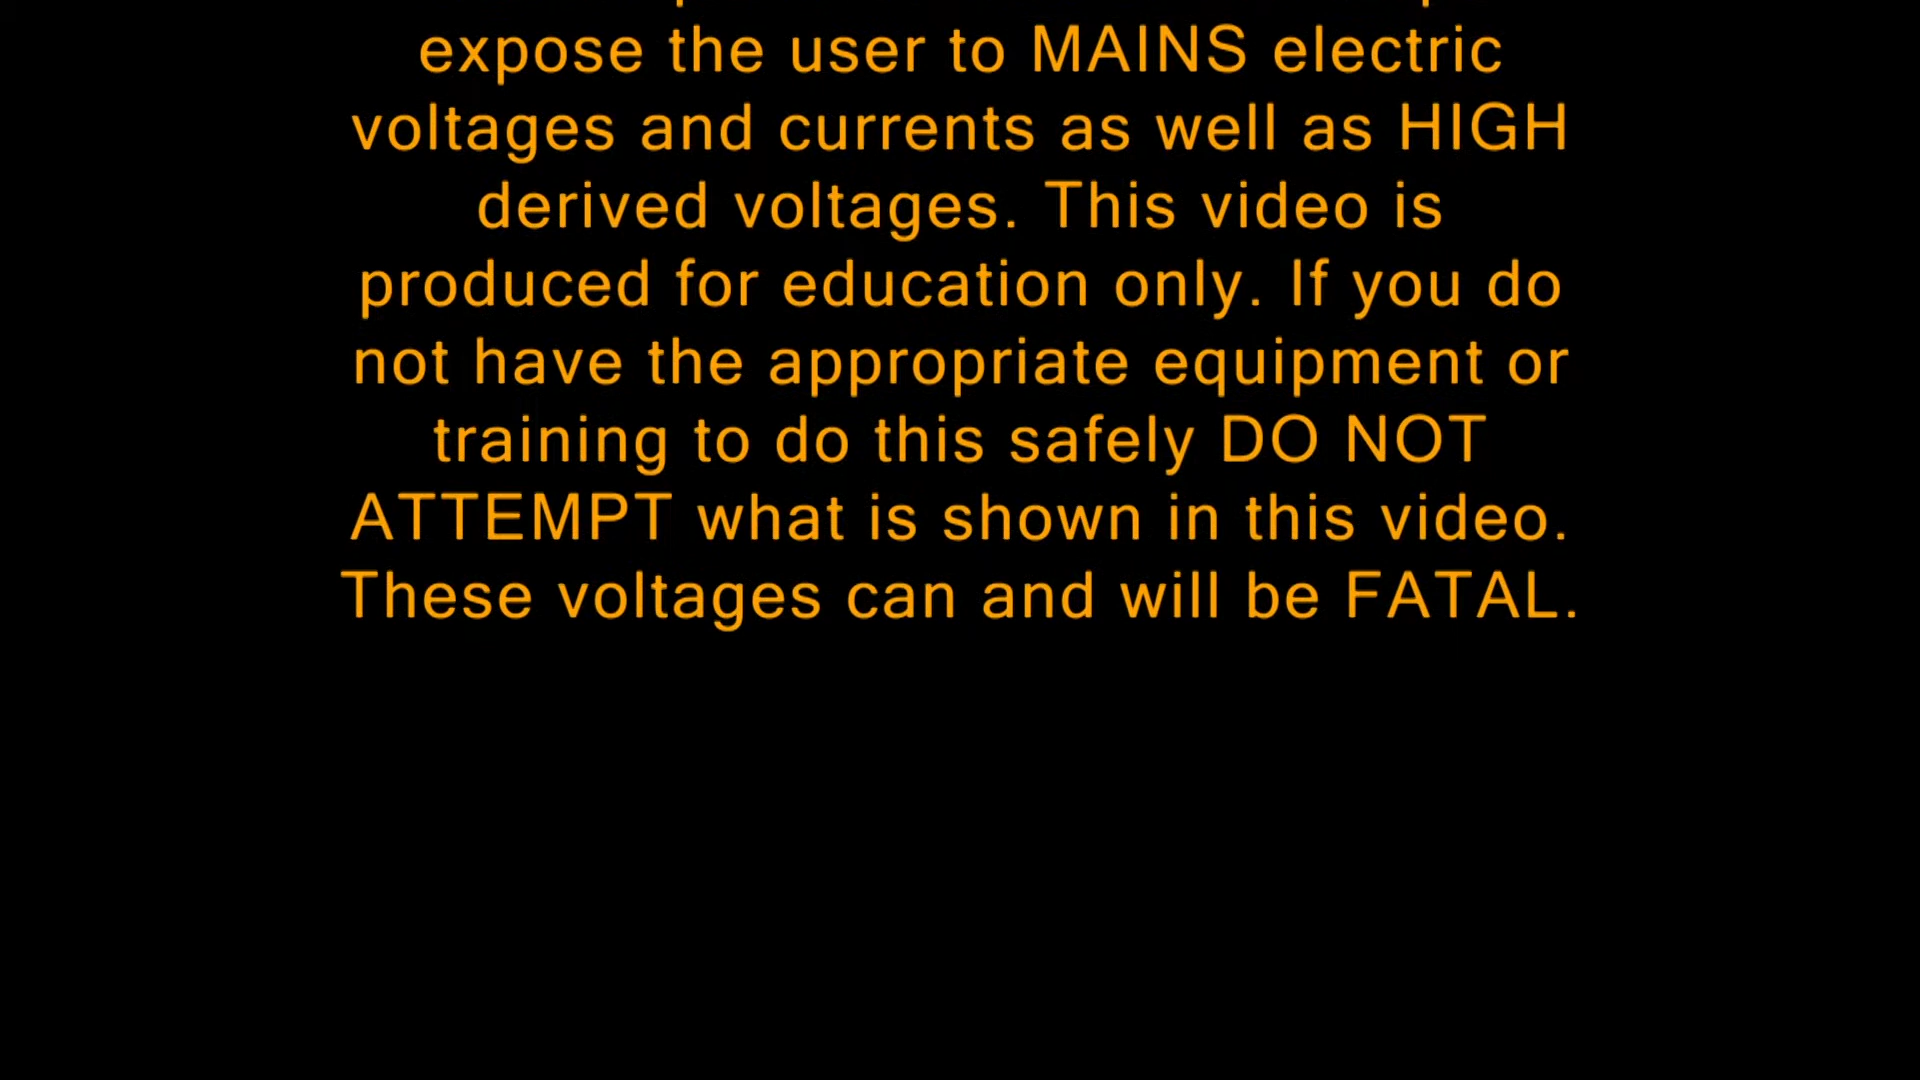 expose the user to MAINS electric
voltages and currents as well as HIGH
derived voltages. This video is
produced for education only. If you do
not have the appropriate equipment or
training to do this safely DO NOT
ATTEMPT what is shown in this video.
These voltages can and will be FATAL.